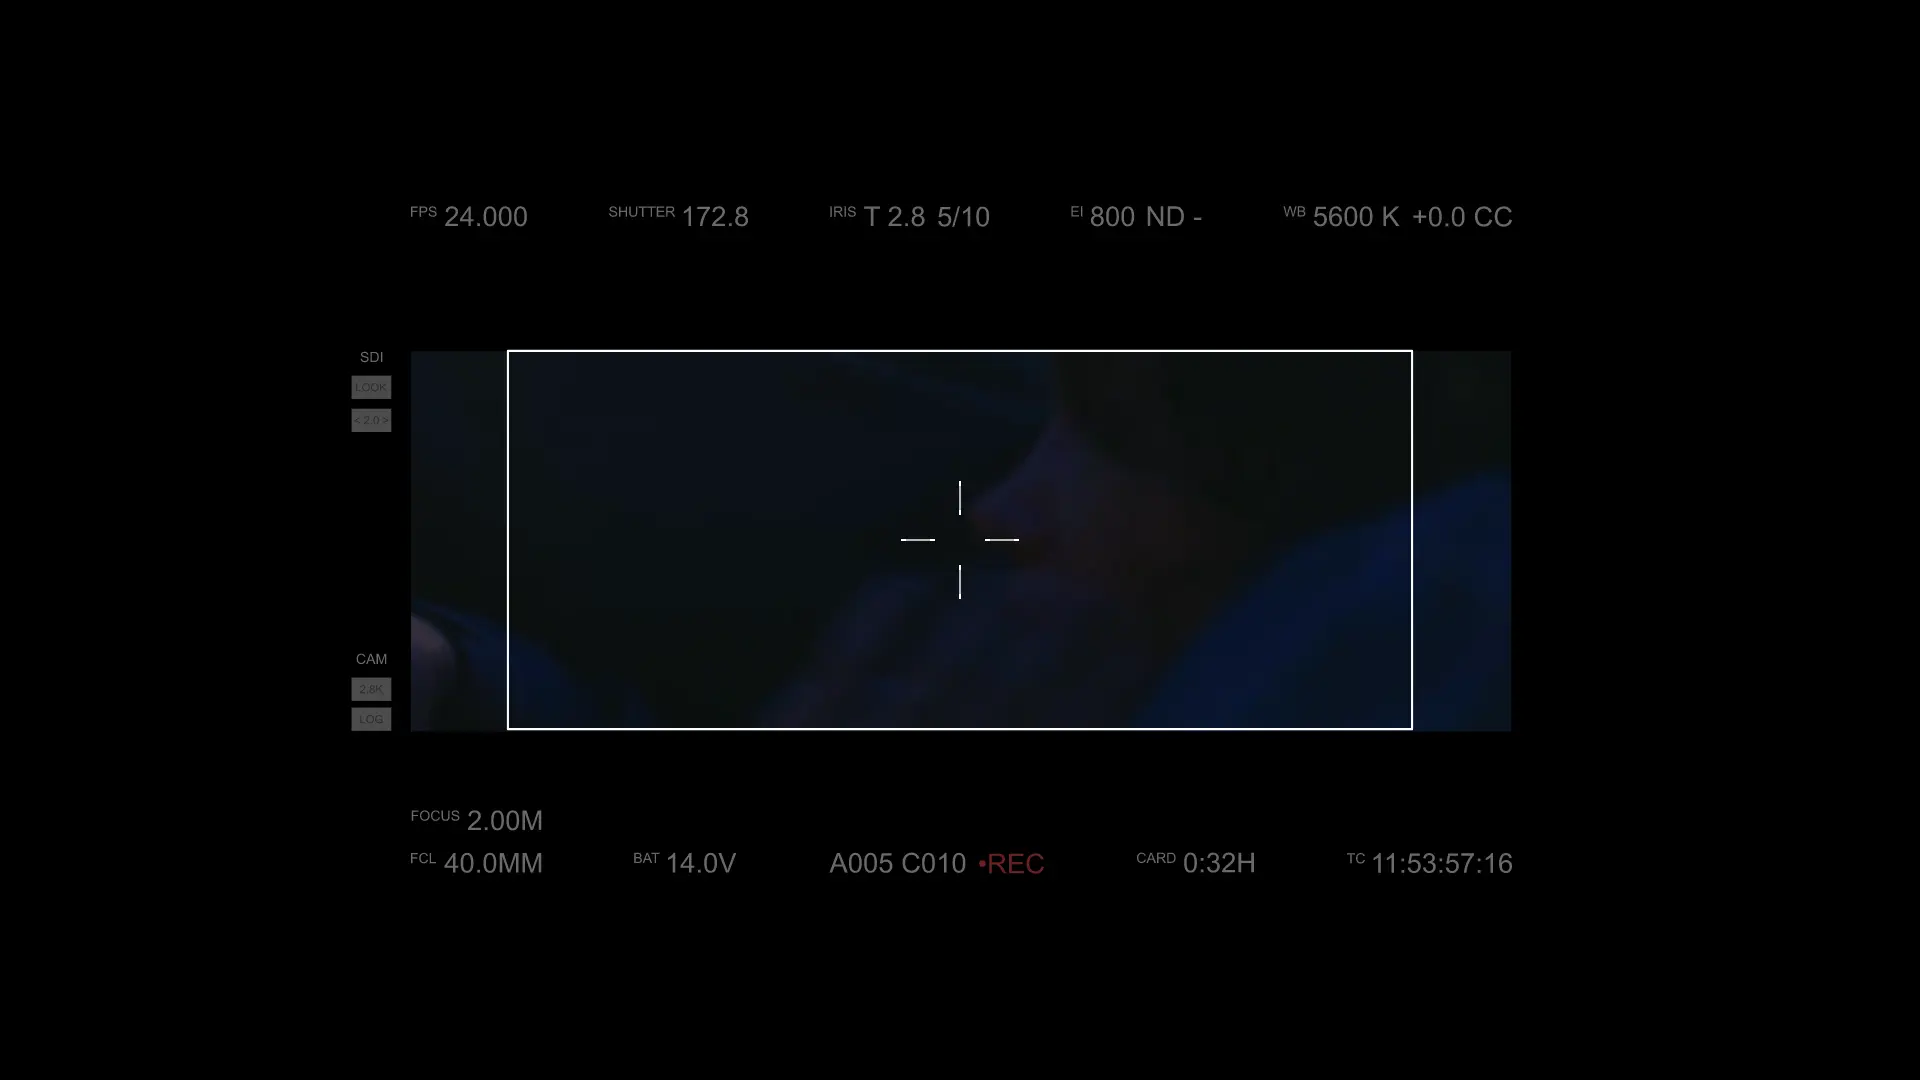 FPS 24.000 SHUTTER 172.8 IRIS T 2.8 5/10 EI 800 ND - WB 5600 K +0.0 CC
SDI
LOOK
< 2.0 >
CAM
2.8K
LOG
FOCUS 2.00M
FCL 40.0MM BAT 14.0V A005 C010 •REC CARD 0:32H TC 11:53:57:16